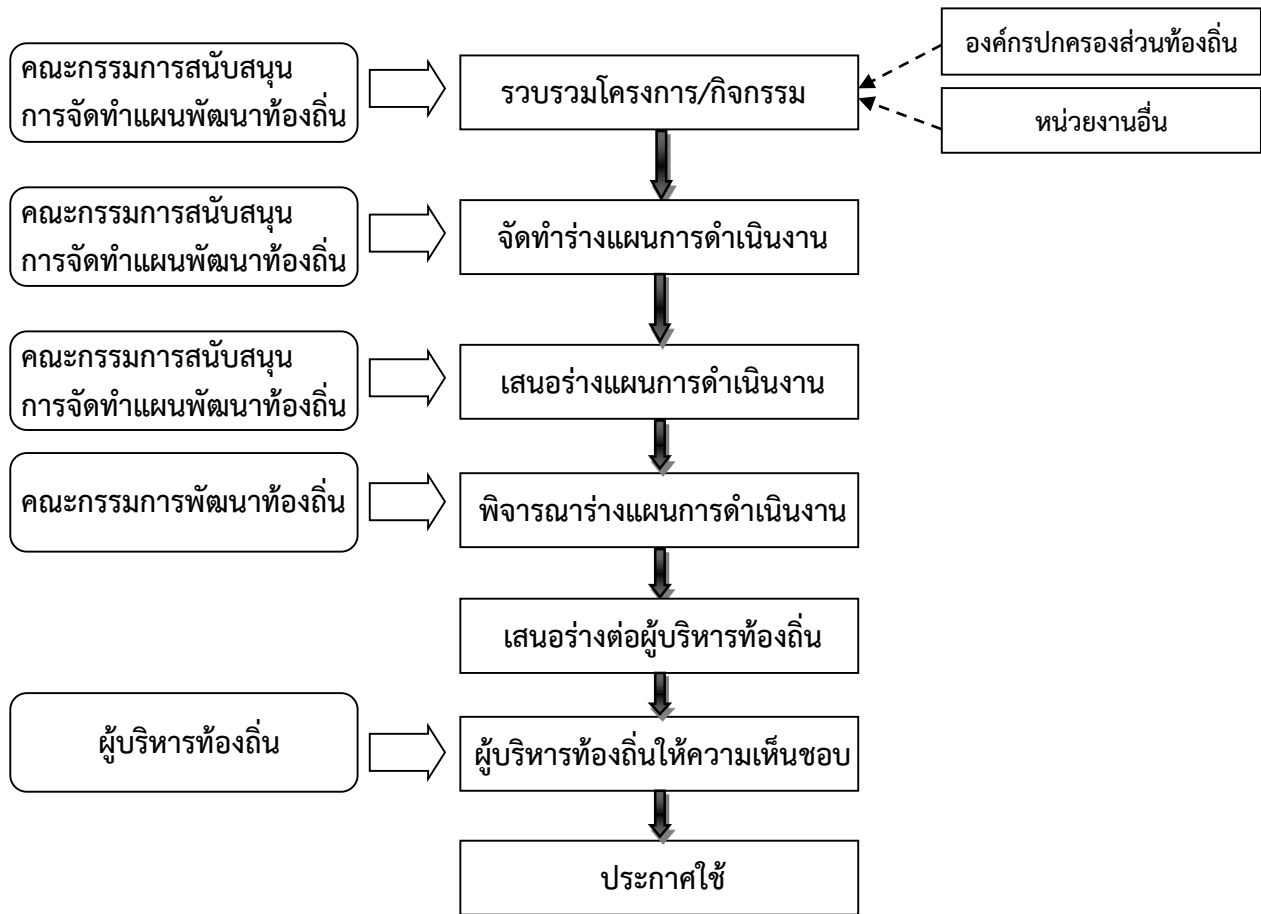 คณะกรรมการสนับสนุน
การจัดทำแผนพัฒนาท้องถิ่น
รวบรวมโครงการ/กิจกรรม
องค์กรปกครองส่วนท้องถิ่น
หน่วยงานอื่น
คณะกรรมการสนับสนุน
การจัดทำแผนพัฒนาท้องถิ่น
จัดทำร่างแผนการดำเนินงาน
คณะกรรมการสนับสนุน
การจัดทำแผนพัฒนาท้องถิ่น
เสนอร่างแผนการดำเนินงาน
คณะกรรมการพัฒนาท้องถิ่น
พิจารณาร่างแผนการดำเนินงาน
เสนอร่างต่อผู้บริหารท้องถิ่น
ผู้บริหารท้องถิ่น
ผู้บริหารท้องถิ่นให้ความเห็นชอบ
ประกาศใช้